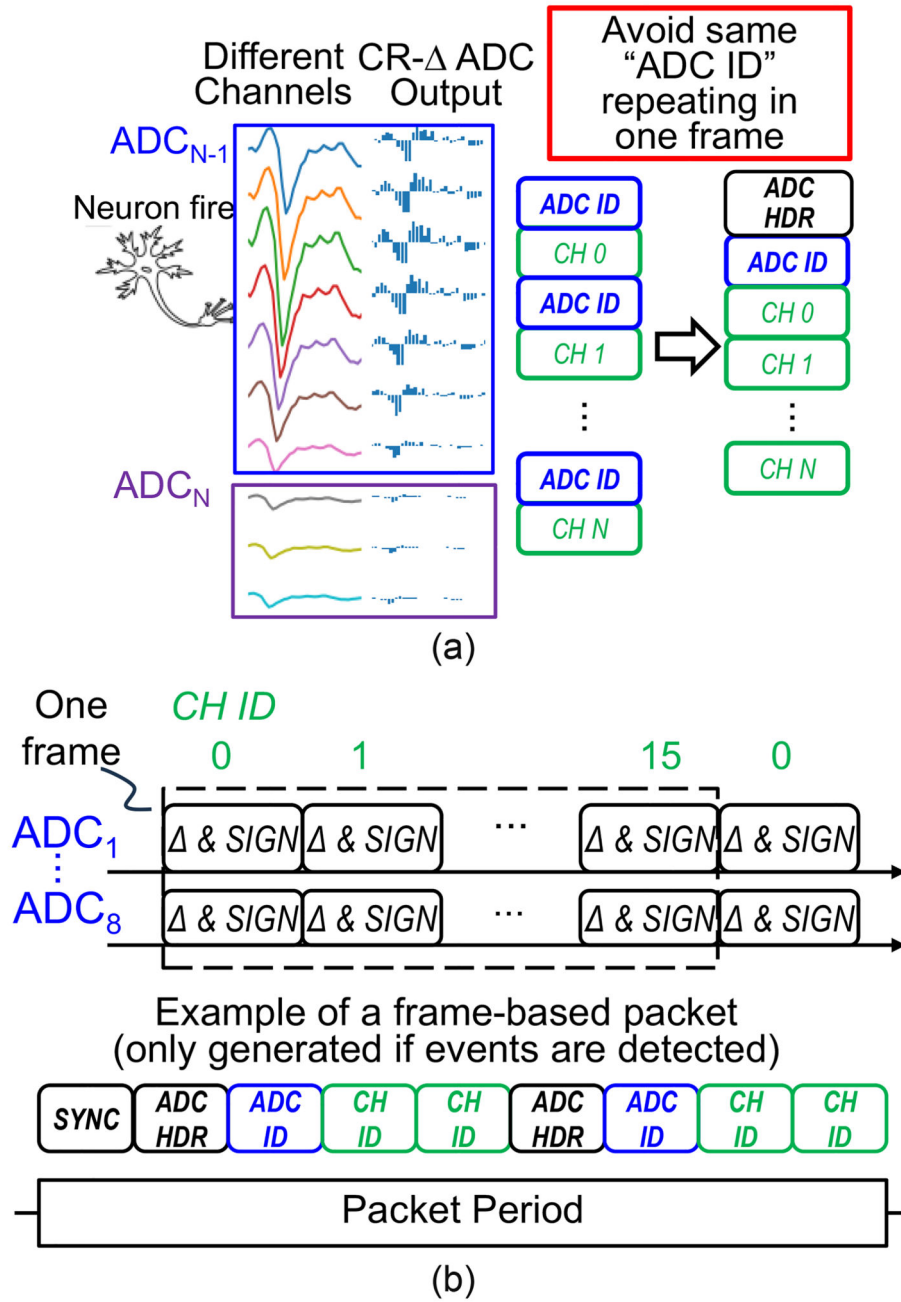 Different
Channels
CR-Δ ADC
Output
Avoid same
“ADC ID”
repeating in
one frame
ADC_{N-1}
Neuron fire
ADC_N
ADC ID
CH 0
ADC ID
CH 1
⋮
ADC ID
CH N
ADC
HDR
ADC ID
CH 0
CH 1
⋮
CH N
(a)
One
frame
CH ID
0 1 15 0
ADC_1
Δ & SIGN Δ & SIGN ... Δ & SIGN Δ & SIGN
⋮
ADC_8
Δ & SIGN Δ & SIGN ... Δ & SIGN Δ & SIGN
Example of a frame-based packet
(only generated if events are detected)
SYNC
ADC
HDR
ADC
ID
CH
ID
CH
ID
ADC
HDR
ADC
ID
CH
ID
CH
ID
Packet Period
(b)